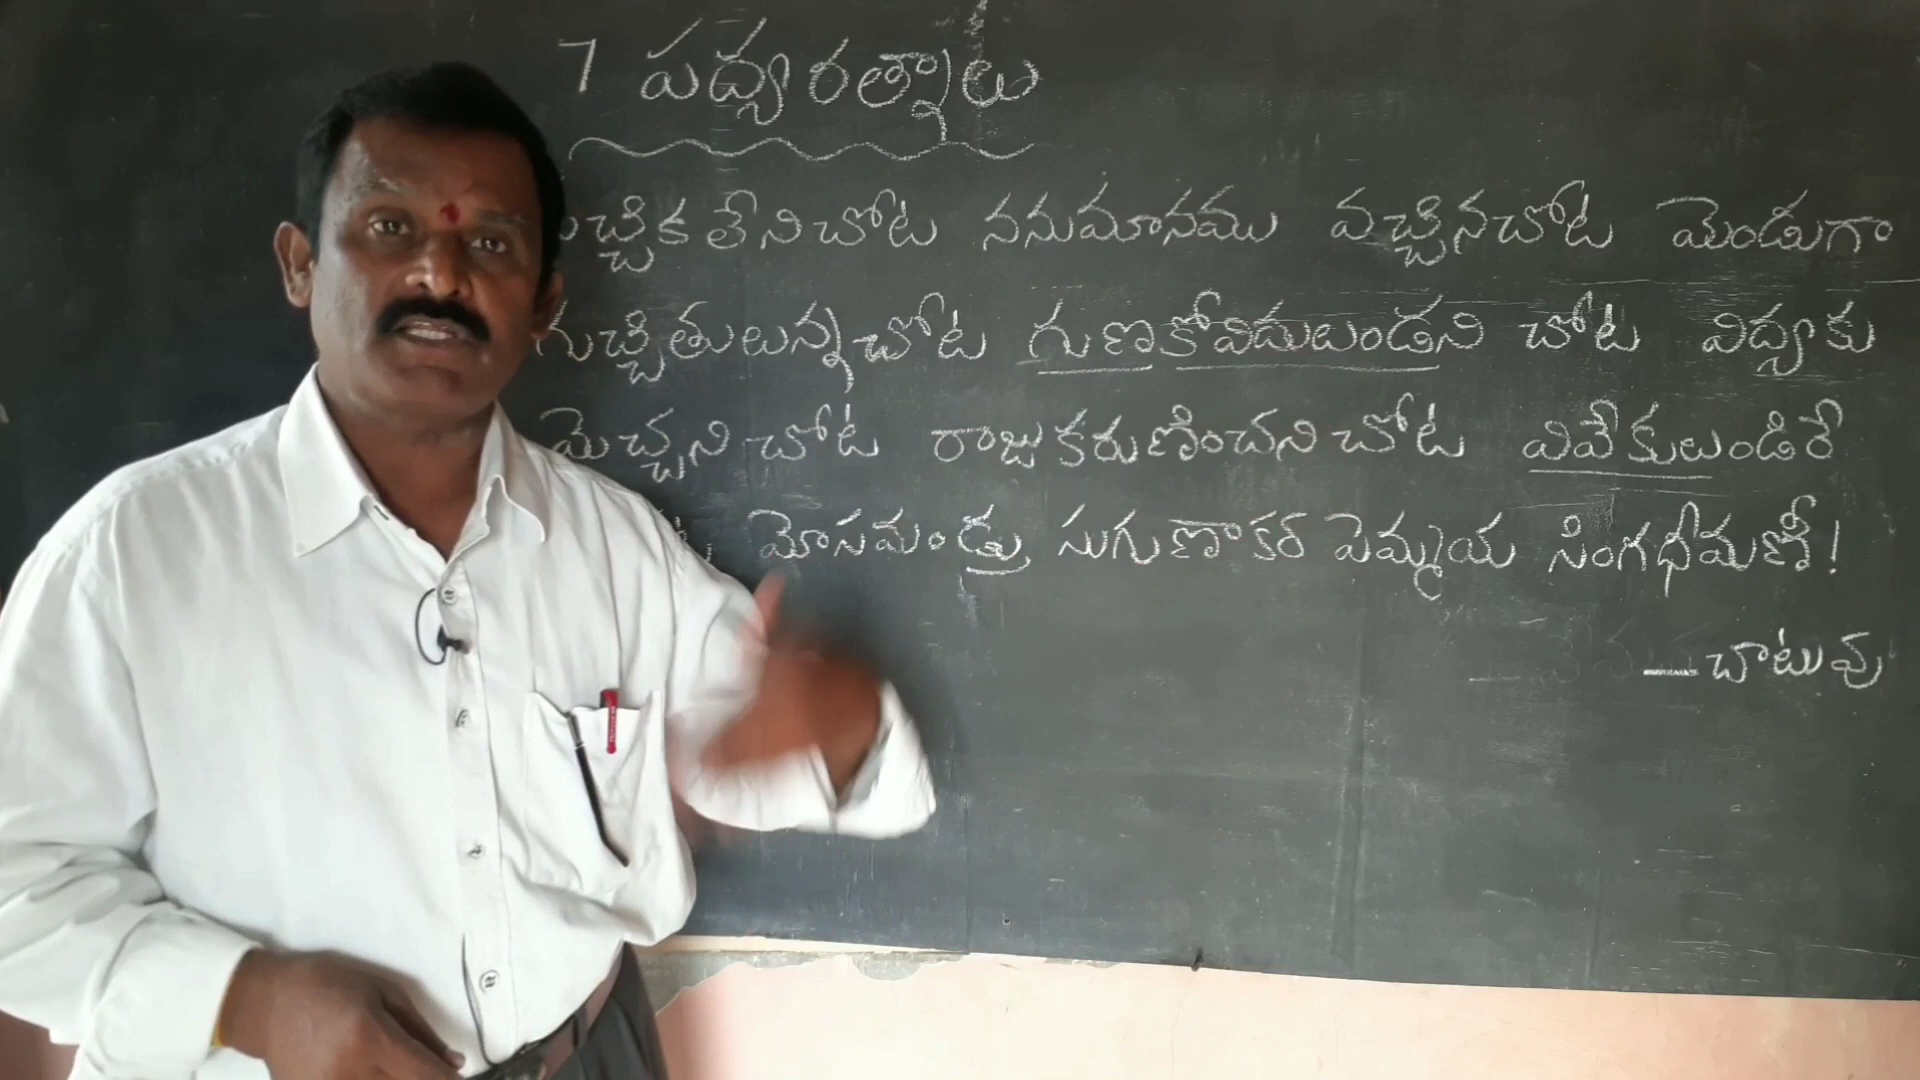 7 పద్యరత్నాలు
లేనిచోట ననుమానము వచ్చినచోట మెండుగా
గుచ్చితులున్నచోట గుణకోవిదులుండని చోట విద్యకు
మెచ్చనిచోట రాజుకరుణించనిచోట వివేకులుండిరే
మోసమండ్రు సుగుణాకర పెమ్మయ సింగధీమణీ!
చాటువు